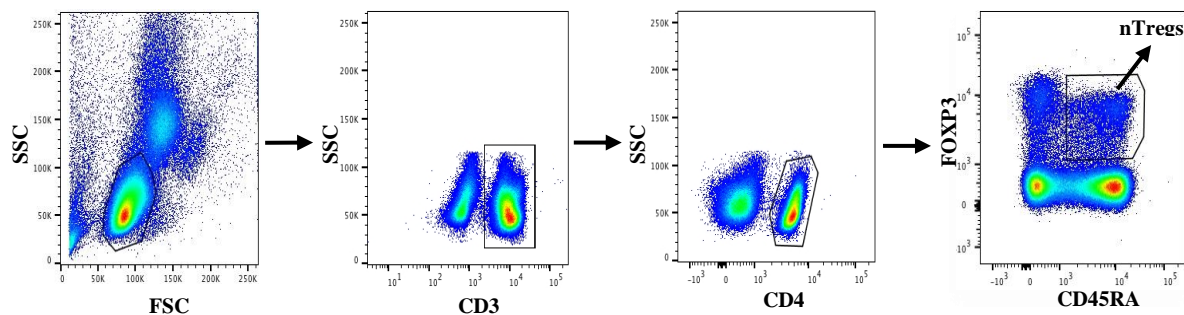 250K
200K
150K
100K
50K
0
SSC
0 50K 100K 150K 200K 250K
FSC
250K
200K
150K
100K
50K
0
SSC
10¹ 10² 10³ 10⁴ 10⁵
CD3
250K
200K
150K
100K
50K
0
SSC
-10³ 0 10³ 10⁴ 10⁵
CD4
nTregs
10⁵
10⁴
10³
0
10³
FOXP3
-10³ 0 10³ 10⁴ 10⁵
CD45RA